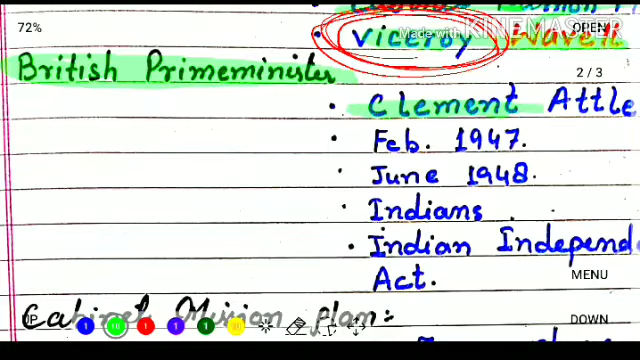 72%
Made with KINEMASTER
OPEN
Viceroy Wavell
British Primeminister
2/3
Clement Attle
Feb. 1947.
June 1948.
Indians
Indian Independ
Act.
MENU
Cabinet Mission Plan:
UP
DOWN